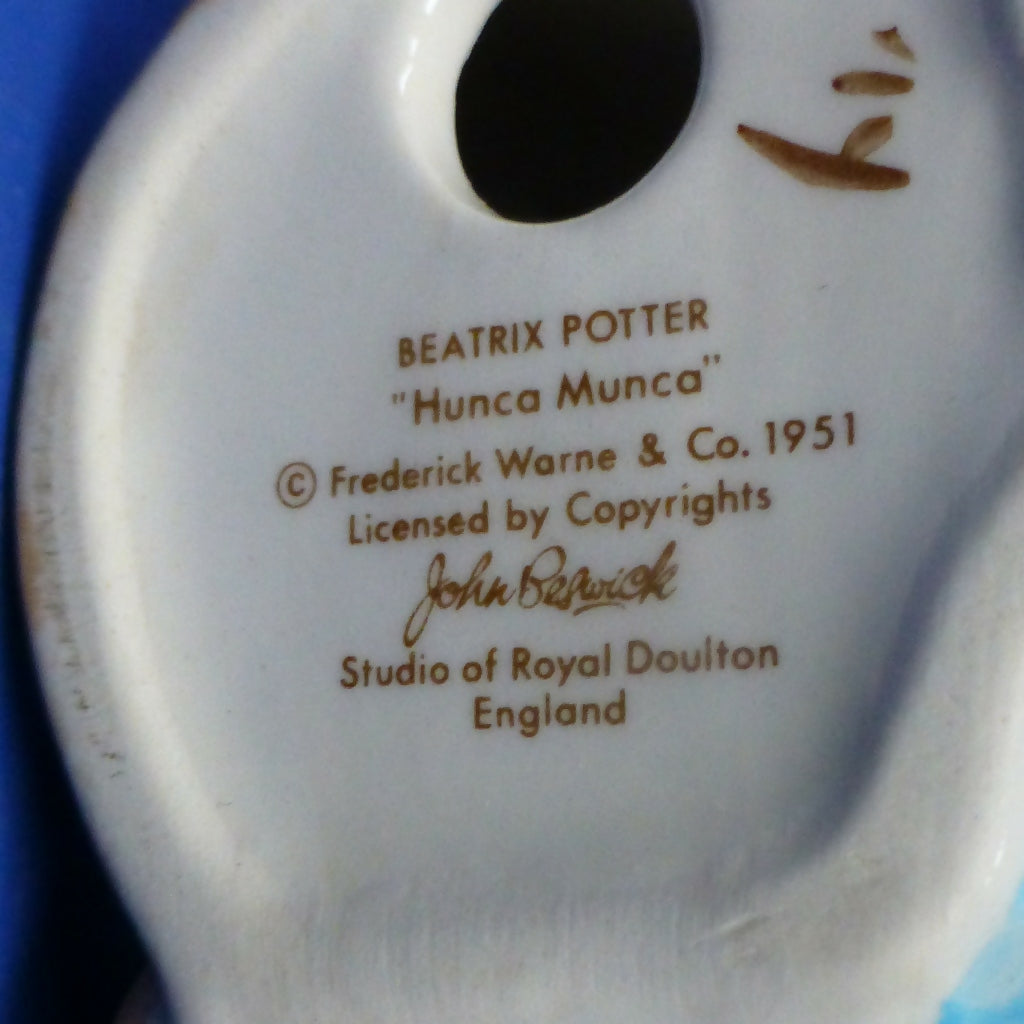 BEATRIX POTTER
"Hunca Munca"
© Frederick Warne & Co. 1951
Licensed by Copyrights
John Beswick
Studio of Royal Doulton
England